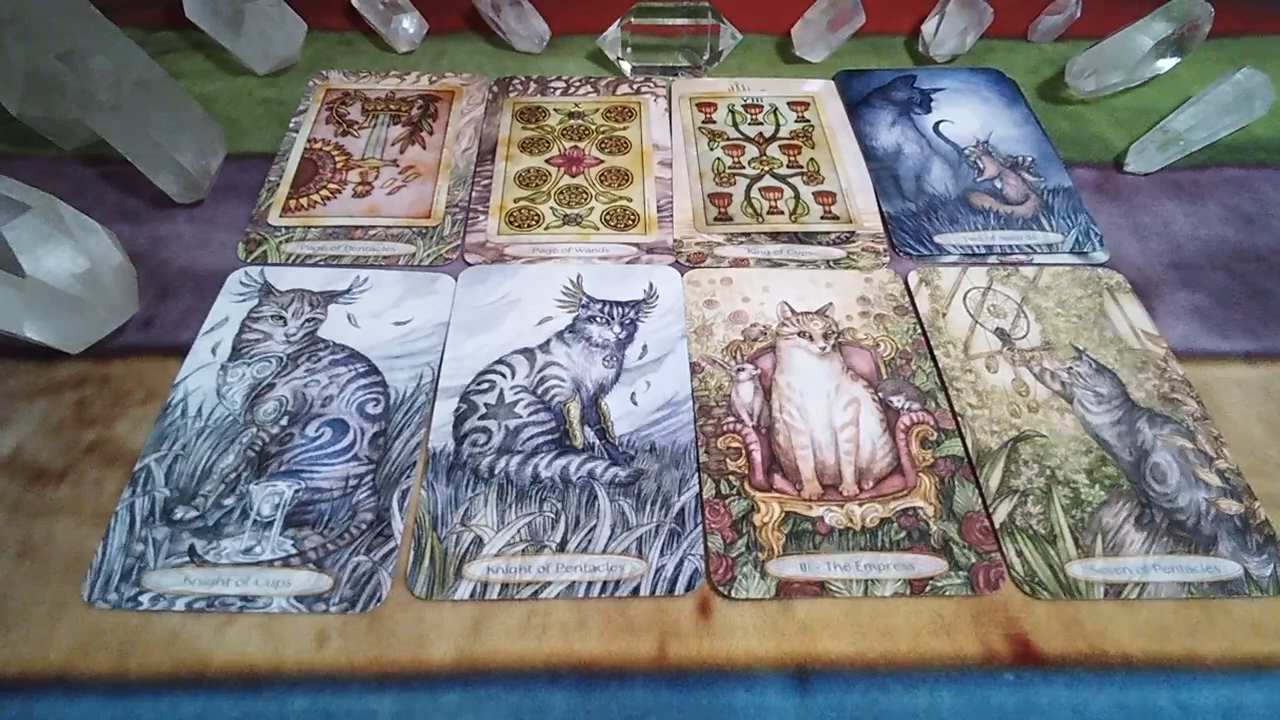 X
VIII
Page of Pentacles
Page of Wands
King of Cups
Knight of Cups
Knight of Pentacles
III - The Empress
Seven of Pentacles